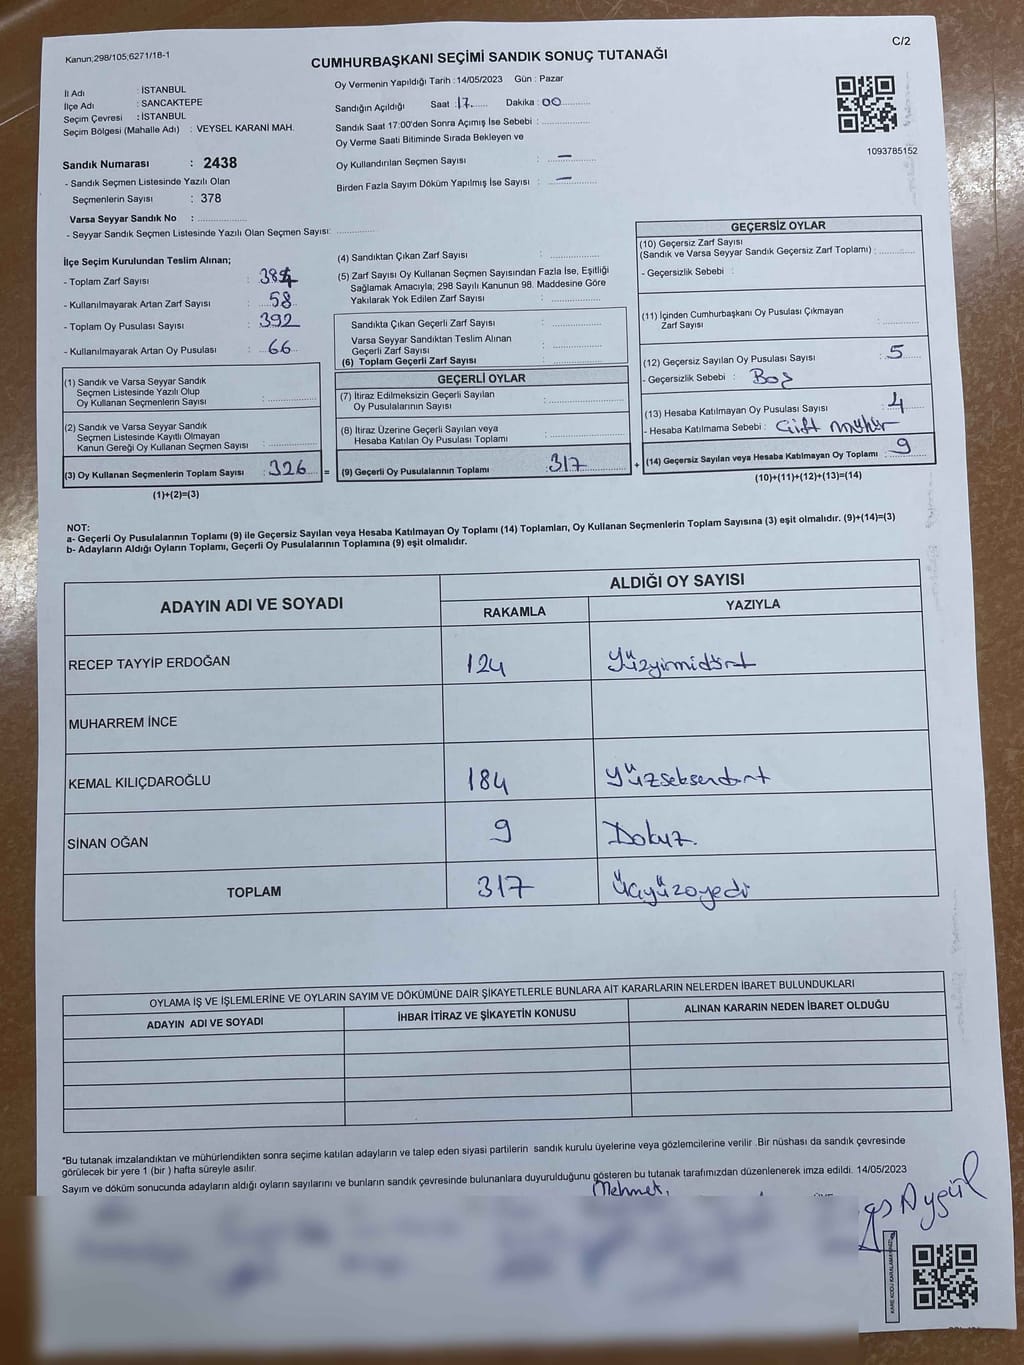 Kanun;298/105;6271/18-1
C/2
CUMHURBAŞKANI SEÇİMİ SANDIK SONUÇ TUTANAĞI
İl Adı : İSTANBUL
İlçe Adı : SANCAKTEPE
Seçim Çevresi : İSTANBUL
Seçim Bölgesi (Mahalle Adı) : VEYSEL KARANİ MAH.
Sandık Numarası : 2438
- Sandık Seçmen Listesinde Yazılı Olan
Seçmenlerin Sayısı : 378
Varsa Seyyar Sandık No :
- Seyyar Sandık Seçmen Listesinde Yazılı Olan Seçmen Sayısı:
Oy Vermenin Yapıldığı Tarih : 14/05/2023 Gün : Pazar
Sandığın Açıldığı Saat : 17 Dakika : 00
Sandık Saat 17:00'den Sonra Açımış İse Sebebi :
Oy Verme Saati Bitiminde Sırada Bekleyen ve
Oy Kullandırılan Seçmen Sayısı : —
Birden Fazla Sayım Döküm Yapılmış İse Sayısı : —
1093785152
İlçe Seçim Kurulundan Teslim Alınan;
- Toplam Zarf Sayısı : 384
- Kullanılmayarak Artan Zarf Sayısı : 58
- Toplam Oy Pusulası Sayısı : 392
- Kullanılmayarak Artan Oy Pusulası : 66
(1) Sandık ve Varsa Seyyar Sandık
Seçmen Listesinde Yazılı Olup
Oy Kullanan Seçmenlerin Sayısı :
(2) Sandık ve Varsa Seyyar Sandık
Seçmen Listesinde Kayıtlı Olmayan
Kanun Gereği Oy Kullanan Seçmen Sayısı :
(3) Oy Kullanan Seçmenlerin Toplam Sayısı : 326 =
(1)+(2)=(3)
(4) Sandıktan Çıkan Zarf Sayısı :
(5) Zarf Sayısı Oy Kullanan Seçmen Sayısından Fazla İse, Eşitliği
Sağlamak Amacıyla; 298 Sayılı Kanunun 98. Maddesine Göre
Yakılarak Yok Edilen Zarf Sayısı :
Sandıkta Çıkan Geçerli Zarf Sayısı :
Varsa Seyyar Sandıktan Teslim Alınan
Geçerli Zarf Sayısı :
(6) Toplam Geçerli Zarf Sayısı :
GEÇERLİ OYLAR
(7) İtiraz Edilmeksizin Geçerli Sayılan
Oy Pusulalarının Sayısı :
(8) İtiraz Üzerine Geçerli Sayılan veya
Hesaba Katılan Oy Pusulası Toplamı :
(9) Geçerli Oy Pusulalarının Toplamı : 317 +
GEÇERSİZ OYLAR
(10) Geçersiz Zarf Sayısı
(Sandık ve Varsa Seyyar Sandık Geçersiz Zarf Toplamı) :
- Geçersizlik Sebebi :
(11) İçinden Cumhurbaşkanı Oy Pusulası Çıkmayan
Zarf Sayısı :
(12) Geçersiz Sayılan Oy Pusulası Sayısı : 5
- Geçersizlik Sebebi : Boş
(13) Hesaba Katılmayan Oy Pusulası Sayısı : 4
- Hesaba Katılmama Sebebi : Çift mühür
(14) Geçersiz Sayılan veya Hesaba Katılmayan Oy Toplamı : 9
(10)+(11)+(12)+(13)=(14)
NOT:
a- Geçerli Oy Pusulalarının Toplamı (9) ile Geçersiz Sayılan veya Hesaba Katılmayan Oy Toplamı (14) Toplamları, Oy Kullanan Seçmenlerin Toplam Sayısına (3) eşit olmalıdır. (9)+(14)=(3)
b- Adayların Aldığı Oyların Toplamı, Geçerli Oy Pusulalarının Toplamına (9) eşit olmalıdır.
ADAYIN ADI VE SOYADI
ALDIĞI OY SAYISI
RAKAMLA YAZIYLA
RECEP TAYYİP ERDOĞAN 124 Yüzyirmidört
MUHARREM İNCE
KEMAL KILIÇDAROĞLU 184 Yüzseksendört
SİNAN OĞAN 9 Dokuz.
TOPLAM 317 Üçyüzoyedi
OYLAMA İŞ VE İŞLEMLERİNE VE OYLARIN SAYIM VE DÖKÜMÜNE DAİR ŞİKAYETLERLE BUNLARA AİT KARARLARIN NELERDEN İBARET BULUNDUKLARI
ADAYIN ADI VE SOYADI İHBAR İTİRAZ VE ŞİKAYETİN KONUSU ALINAN KARARIN NEDEN İBARET OLDUĞU
*Bu tutanak imzalandıktan ve mühürlendikten sonra seçime katılan adayların ve talep eden siyasi partilerin sandık kurulu üyelerine veya gözlemcilerine verilir .Bir nüshası da sandık çevresinde
görülecek bir yere 1 (bir ) hafta süreyle asılır.
Sayım ve döküm sonucunda adayların aldığı oyların sayılarını ve bunların sandık çevresinde bulunanlara duyurulduğunu gösteren bu tutanak tarafımızdan düzenlenerek imza edildi. 14/05/2023
Mehmet,
Aygül